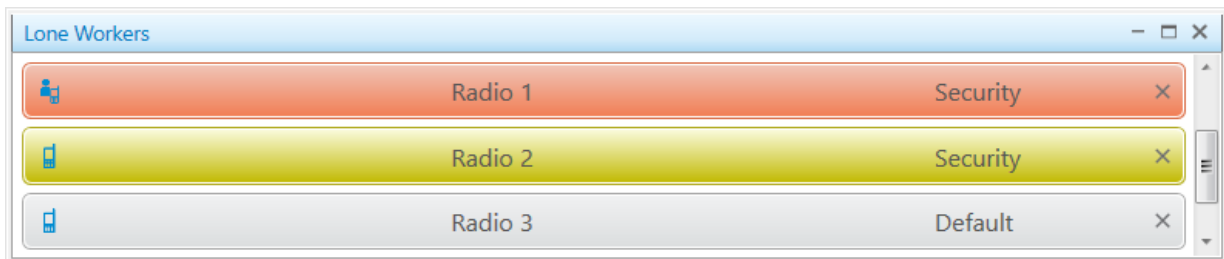 Lone Workers
Radio 1 Security
Radio 2 Security
Radio 3 Default